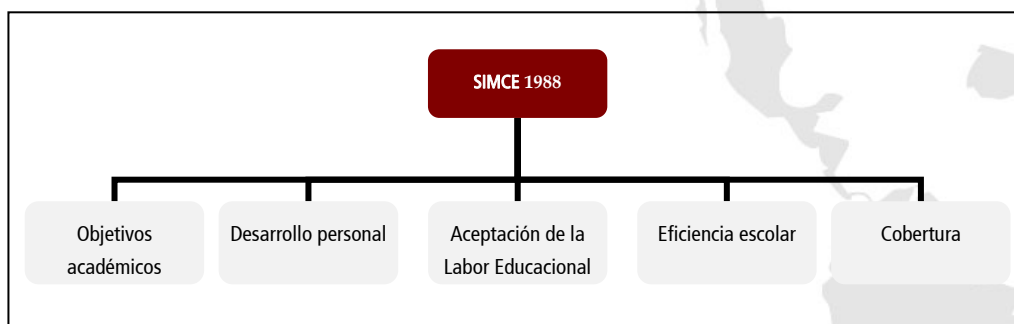 SIMCE 1988
Objetivos
académicos
Desarrollo personal
Aceptación de la
Labor Educacional
Eficiencia escolar
Cobertura